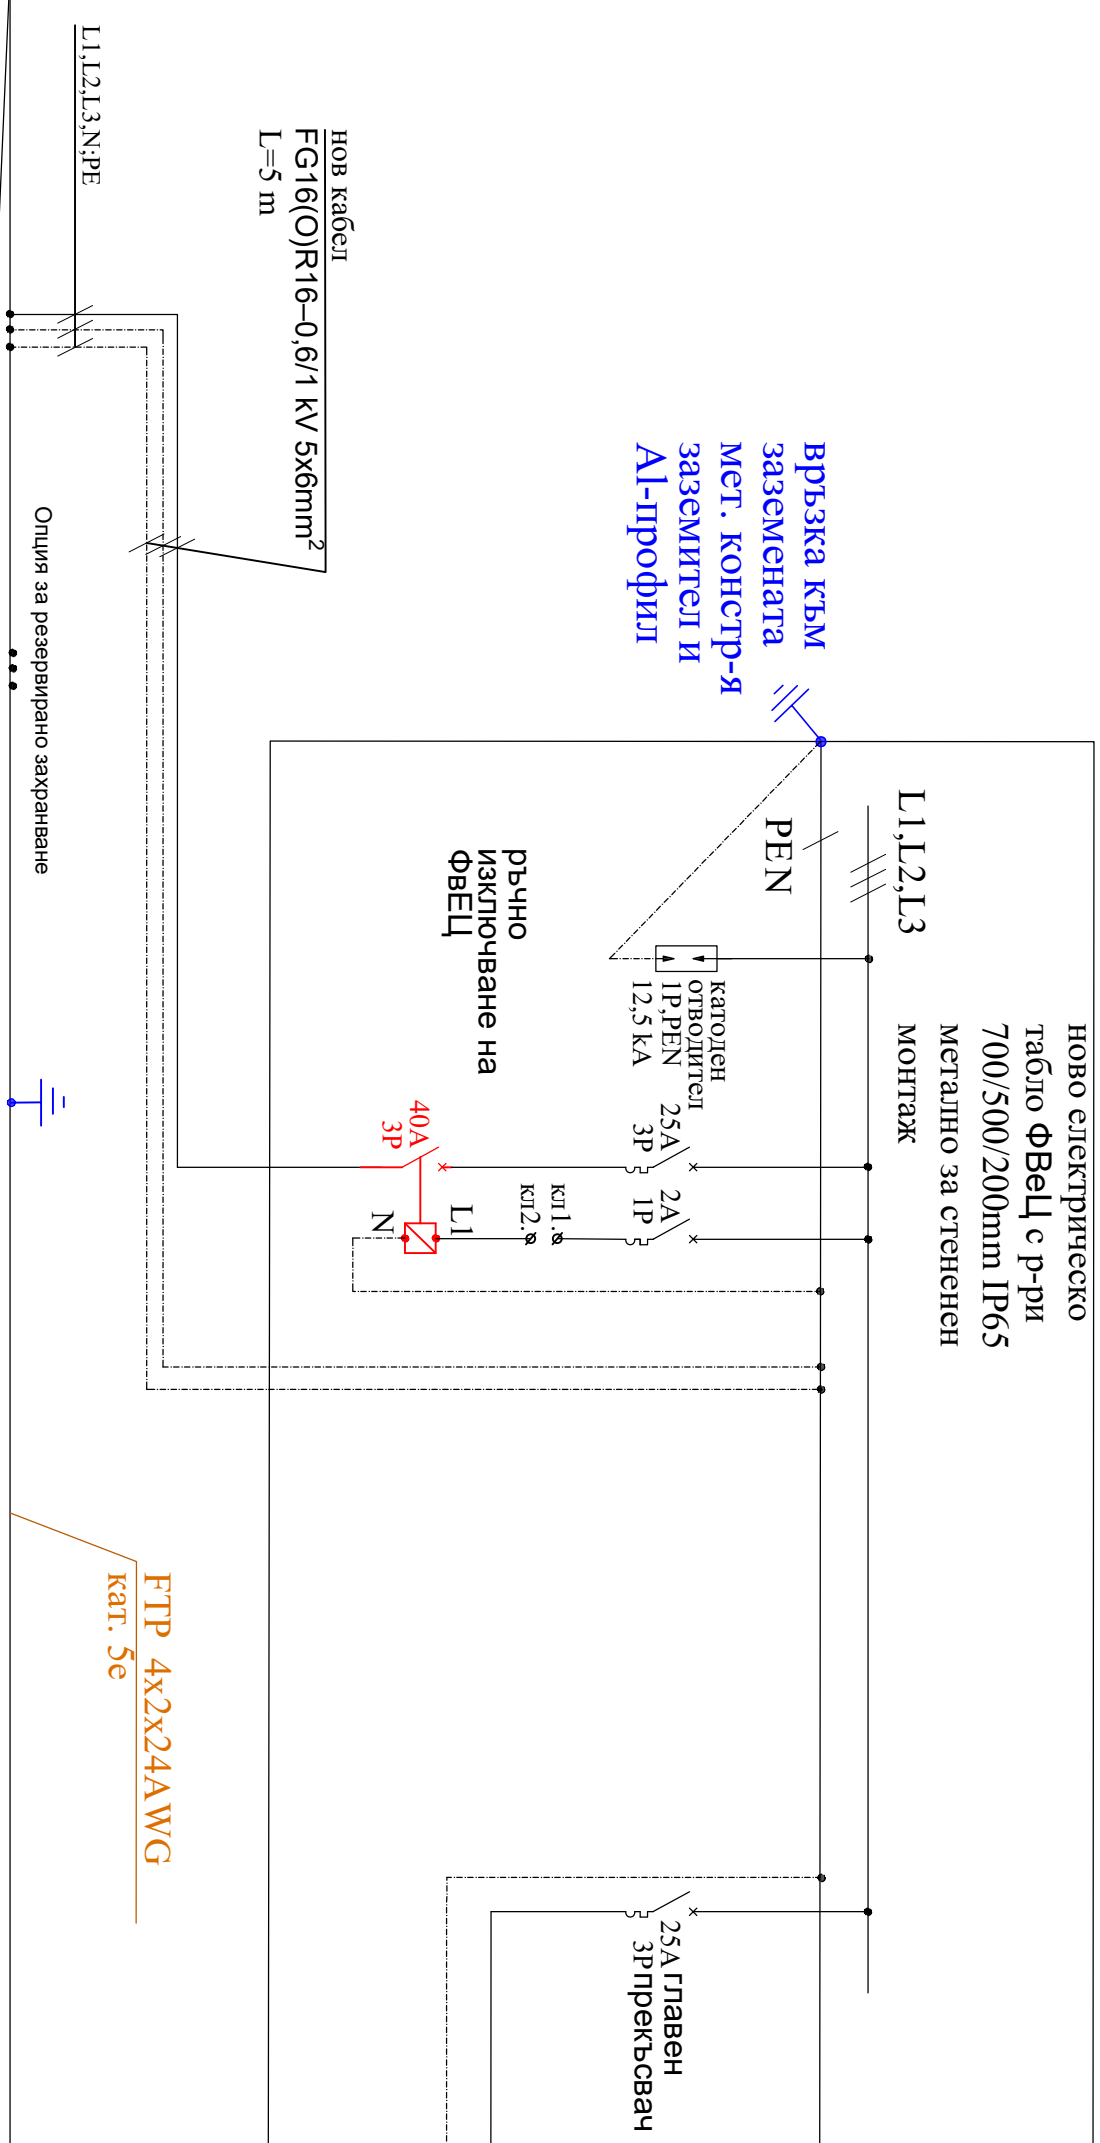 ново електрическо
табло ФВеЦ с р-ри
700/500/200mm IP65
метално за стененен
монтаж
L1,L2,L3
PEN
връзка към
заземената
мет. констр-я
заземител и
Al-профил
катоден
отводител
1P,PEN
12,5 kA
25A
3P
2A
1P
кл1.
кл2.
L1
N
40A
3P
ръчно
изключване на
ФвЕЦ
25A главен
3P прекъсвач
нов кабел
FG16(O)R16–0,6/1 kV 5x6mm²
L=5 m
L1,L2,L3,N;PE
Опция за резервирано захранване
FTP 4x2x24AWG
кат. 5e